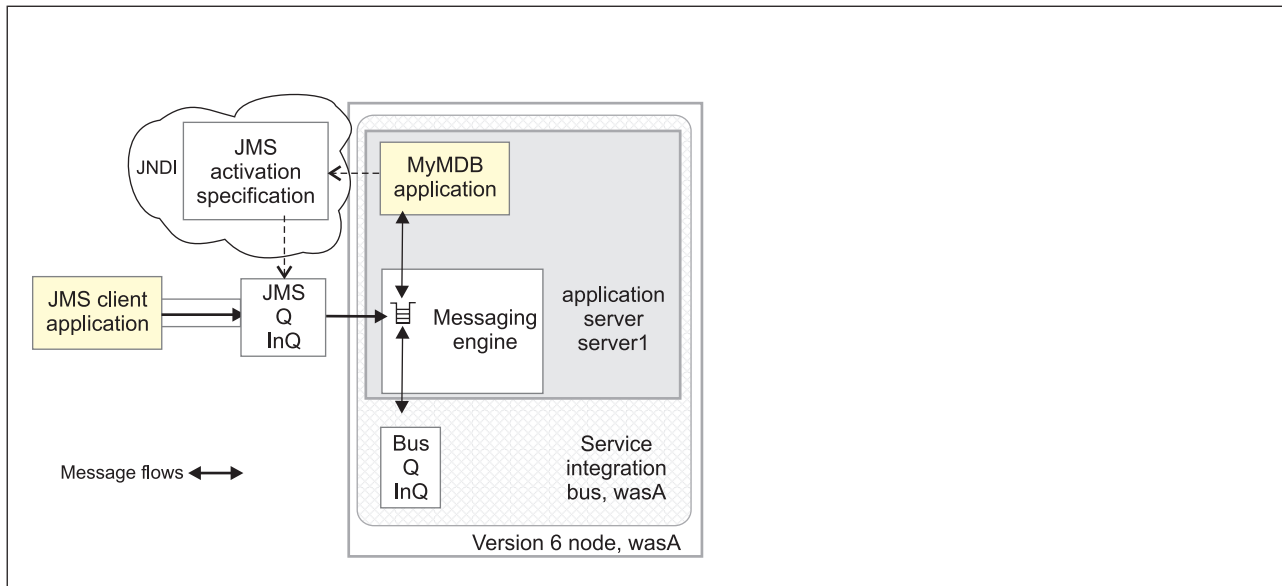 JNDI
JMS
activation
specification
MyMDB
application
JMS client
application
JMS
Q
InQ
Messaging
engine
application
server
server1
Bus
Q
InQ
Service
integration
bus, wasA
Message flows
Version 6 node, wasA